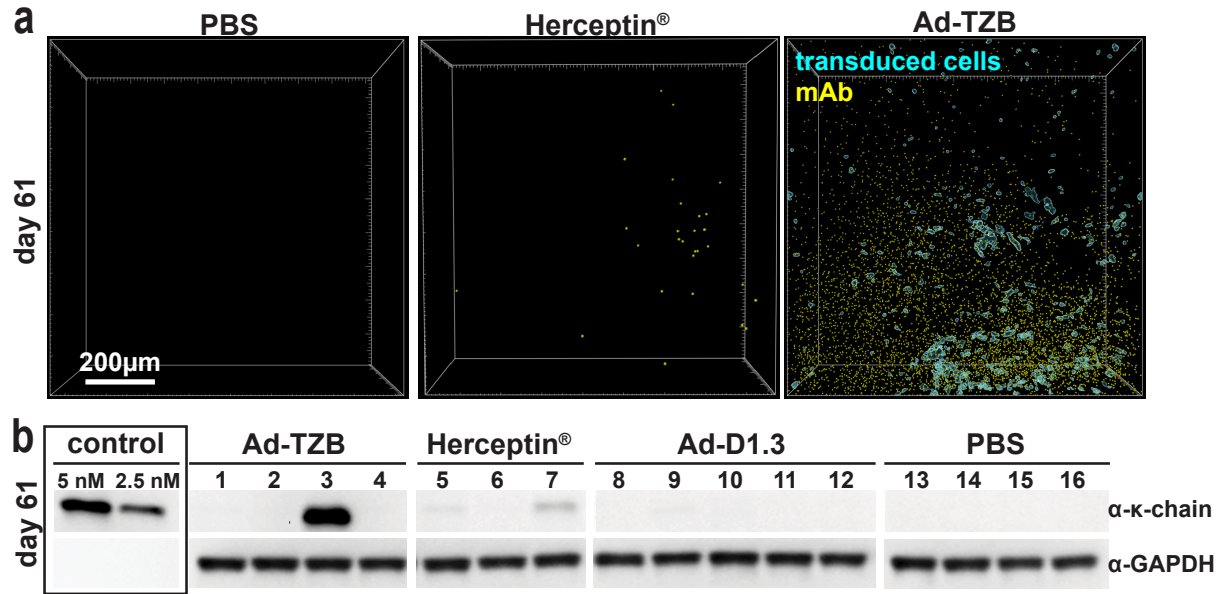 a
PBS
Herceptin®
Ad-TZB
transduced cells
mAb
day 61
200µm
b
control
Ad-TZB
Herceptin®
Ad-D1.3
PBS
5 nM 2.5 nM
1 2 3 4
5 6 7
8 9 10 11 12
13 14 15 16
day 61
α-κ-chain
α-GAPDH